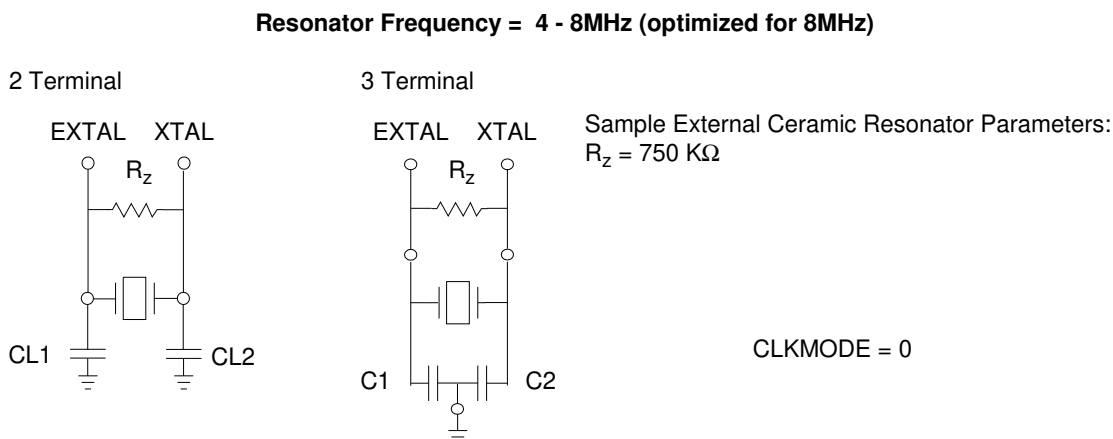 Resonator Frequency = 4 - 8MHz (optimized for 8MHz)
2 Terminal
EXTAL XTAL
Rz
CL1
CL2
3 Terminal
EXTAL XTAL
Rz
C1
C2
Sample External Ceramic Resonator Parameters:
Rz = 750 KΩ
CLKMODE = 0